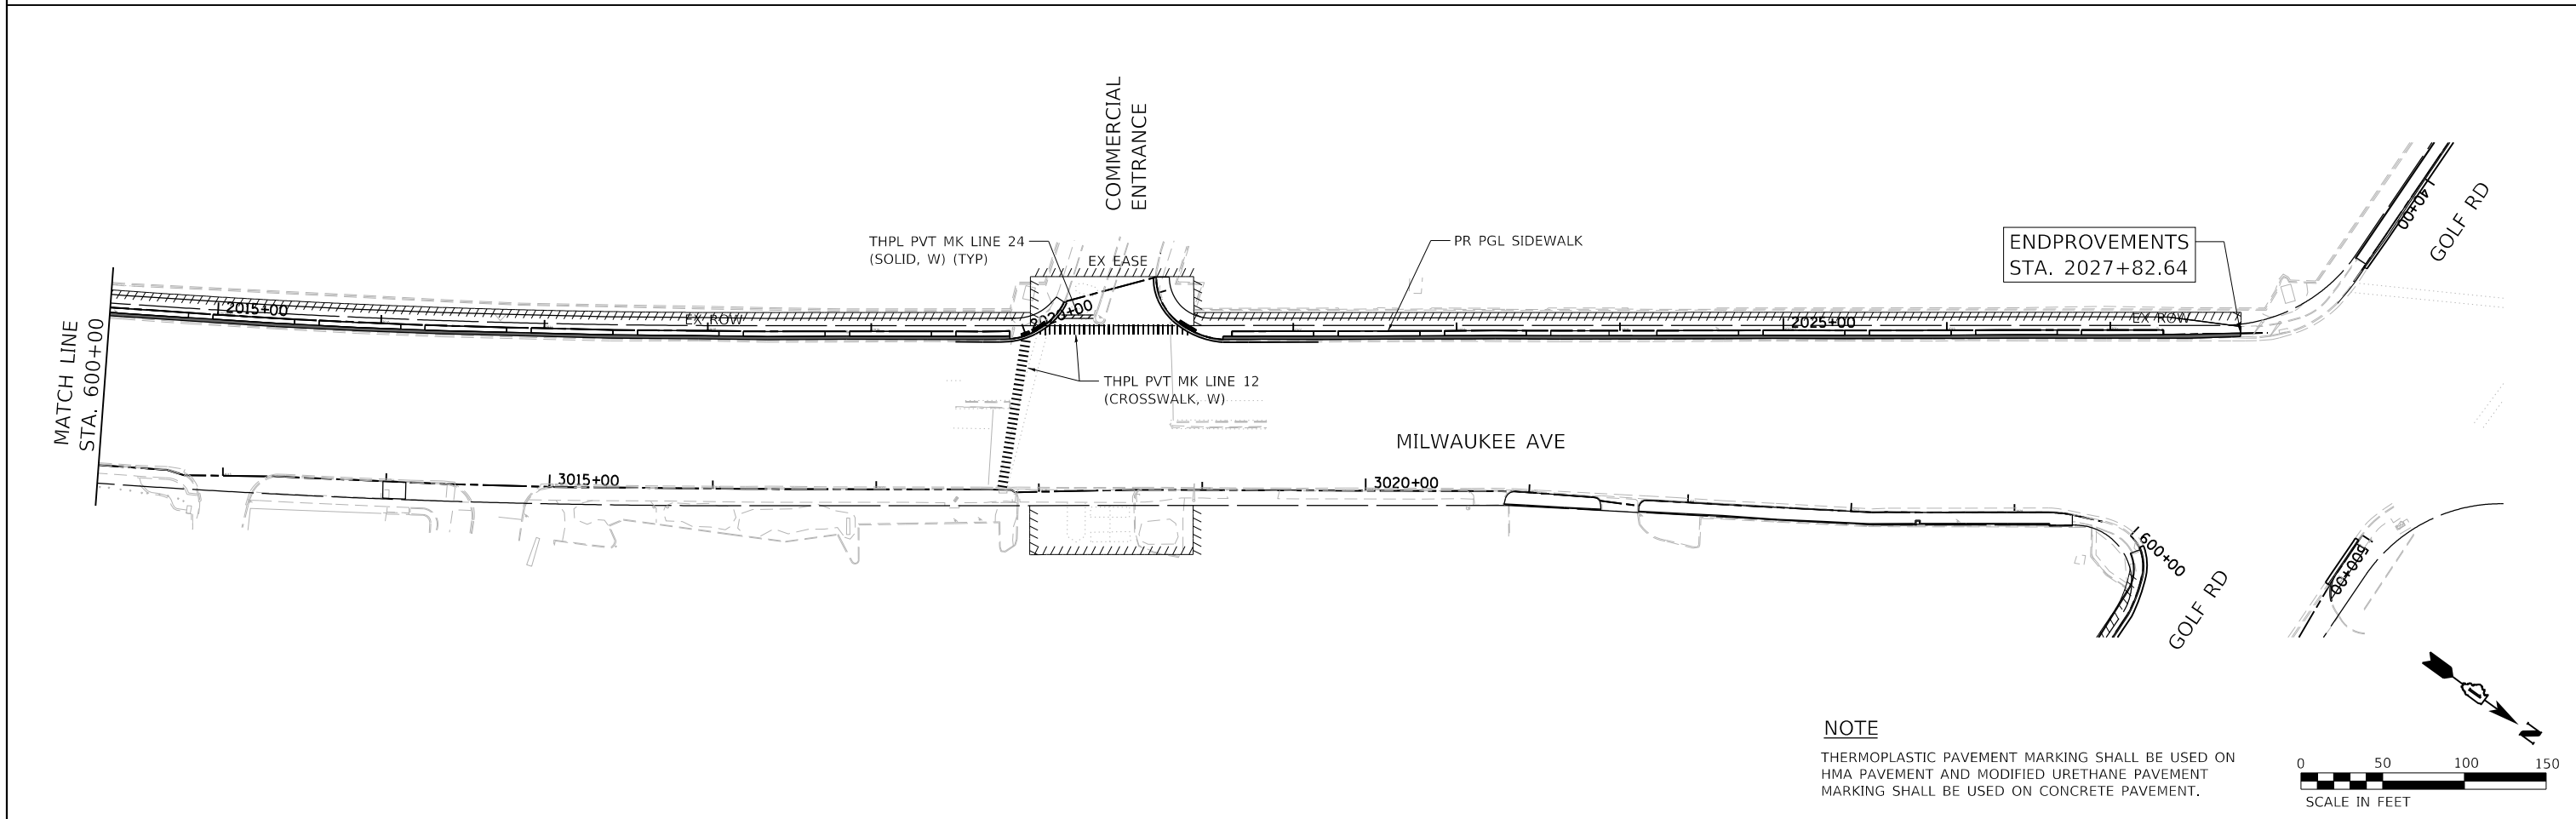 COMMERCIAL
ENTRANCE
THPL PVT MK LINE 24
(SOLID, W) (TYP)
EX EASE
PR PGL SIDEWALK
ENDPROVEMENTS
STA. 2027+82.64
140+00
GOLF RD
MATCH LINE
STA. 600+00
2015+00
EX ROW
2025+00
EX ROW
THPL PVT MK LINE 12
(CROSSWALK, W)
MILWAUKEE AVE
3015+00
3020+00
600+00
500+00
GOLF RD
N
NOTE
THERMOPLASTIC PAVEMENT MARKING SHALL BE USED ON
HMA PAVEMENT AND MODIFIED URETHANE PAVEMENT
MARKING SHALL BE USED ON CONCRETE PAVEMENT.
0 50 100 150
SCALE IN FEET